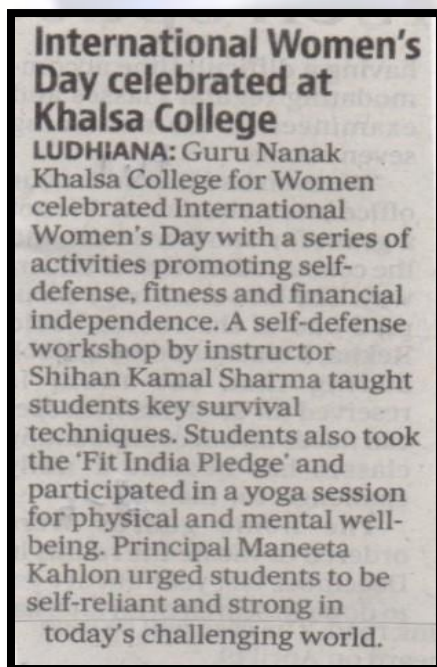 International Women's
Day celebrated at
Khalsa College
LUDHIANA: Guru Nanak
Khalsa College for Women
celebrated International
Women's Day with a series of
activities promoting self-
defense, fitness and financial
independence. A self-defense
workshop by instructor
Shihan Kamal Sharma taught
students key survival
techniques. Students also took
the 'Fit India Pledge' and
participated in a yoga session
for physical and mental well-
being. Principal Maneeta
Kahlon urged students to be
self-reliant and strong in
today's challenging world.